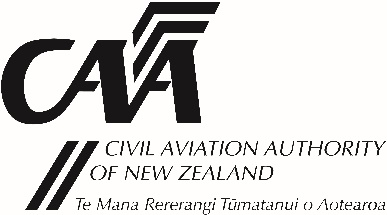 CAA
CIVIL AVIATION AUTHORITY
OF NEW ZEALAND
Te Mana Rererangi Tūmatanui o Aotearoa